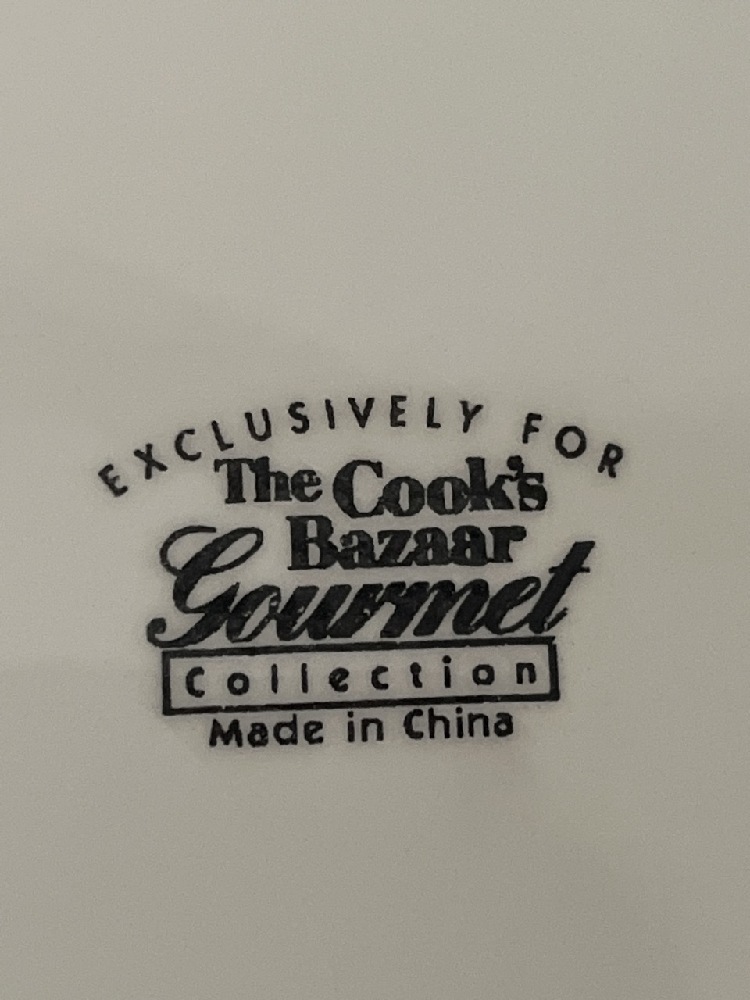 EXCLUSIVELY FOR
The Cook's
Bazaar
Gourmet
Collection
Made in China